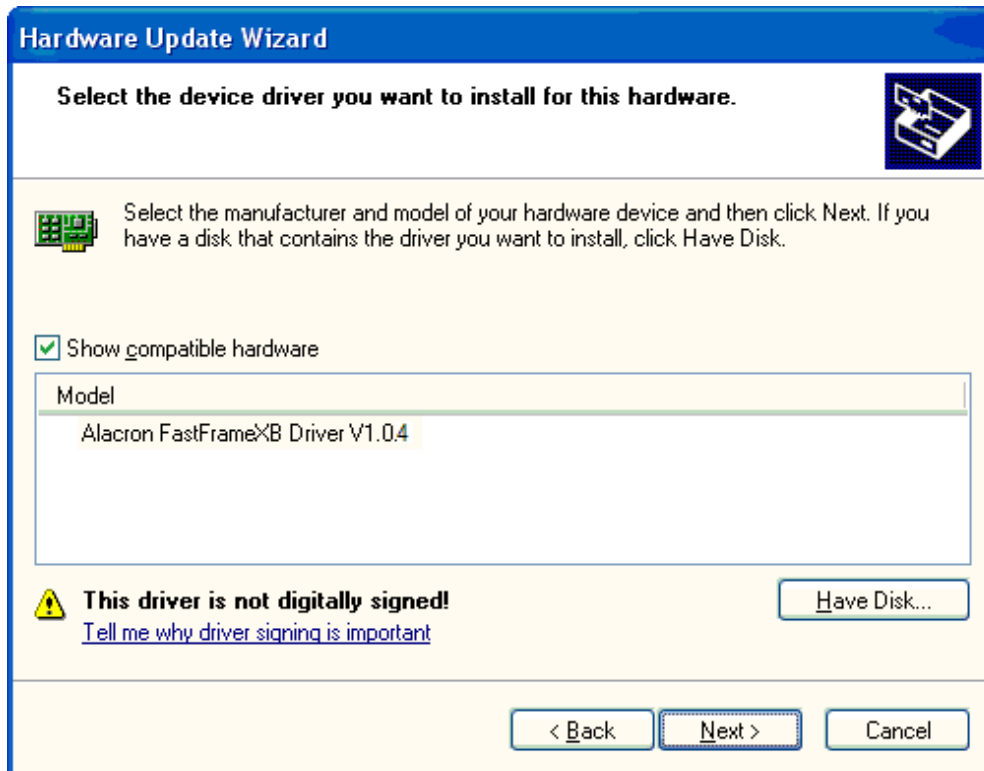 Hardware Update Wizard
Select the device driver you want to install for this hardware.
Select the manufacturer and model of your hardware device and then click Next. If you
have a disk that contains the driver you want to install, click Have Disk.
Show compatible hardware
Model
Alacron FastFrameXB Driver V1.0.4
This driver is not digitally signed!
Have Disk...
Tell me why driver signing is important
< Back
Next >
Cancel